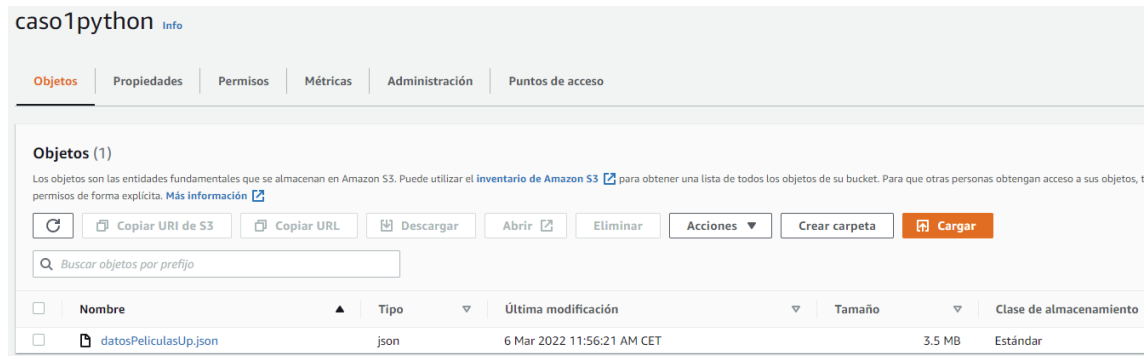 caso1python Info
Objetos Propiedades Permisos Métricas Administración Puntos de acceso
Objetos (1)
Los objetos son las entidades fundamentales que se almacenan en Amazon S3. Puede utilizar el inventario de Amazon S3 para obtener una lista de todos los objetos de su bucket. Para que otras personas obtengan acceso a sus objetos, t
permisos de forma explícita. Más información
Copiar URI de S3 Copiar URL Descargar Abrir Eliminar Acciones Crear carpeta Cargar
Buscar objetos por prefijo
Nombre Tipo Última modificación Tamaño Clase de almacenamiento
datosPeliculasUp.json json 6 Mar 2022 11:56:21 AM CET 3.5 MB Estándar